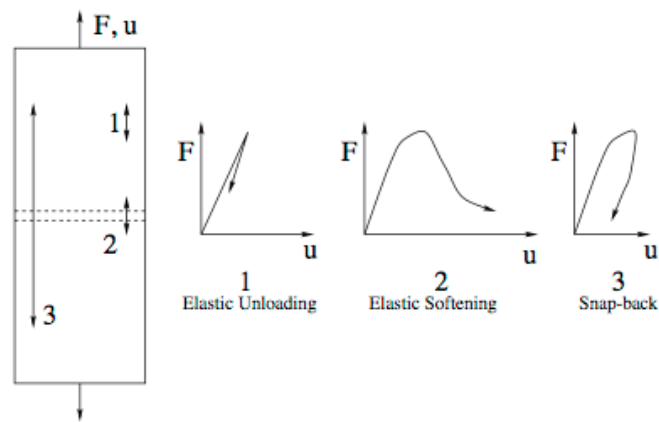 F, u
1
2
3
F
u
1
Elastic Unloading
F
u
2
Elastic Softening
F
u
3
Snap-back